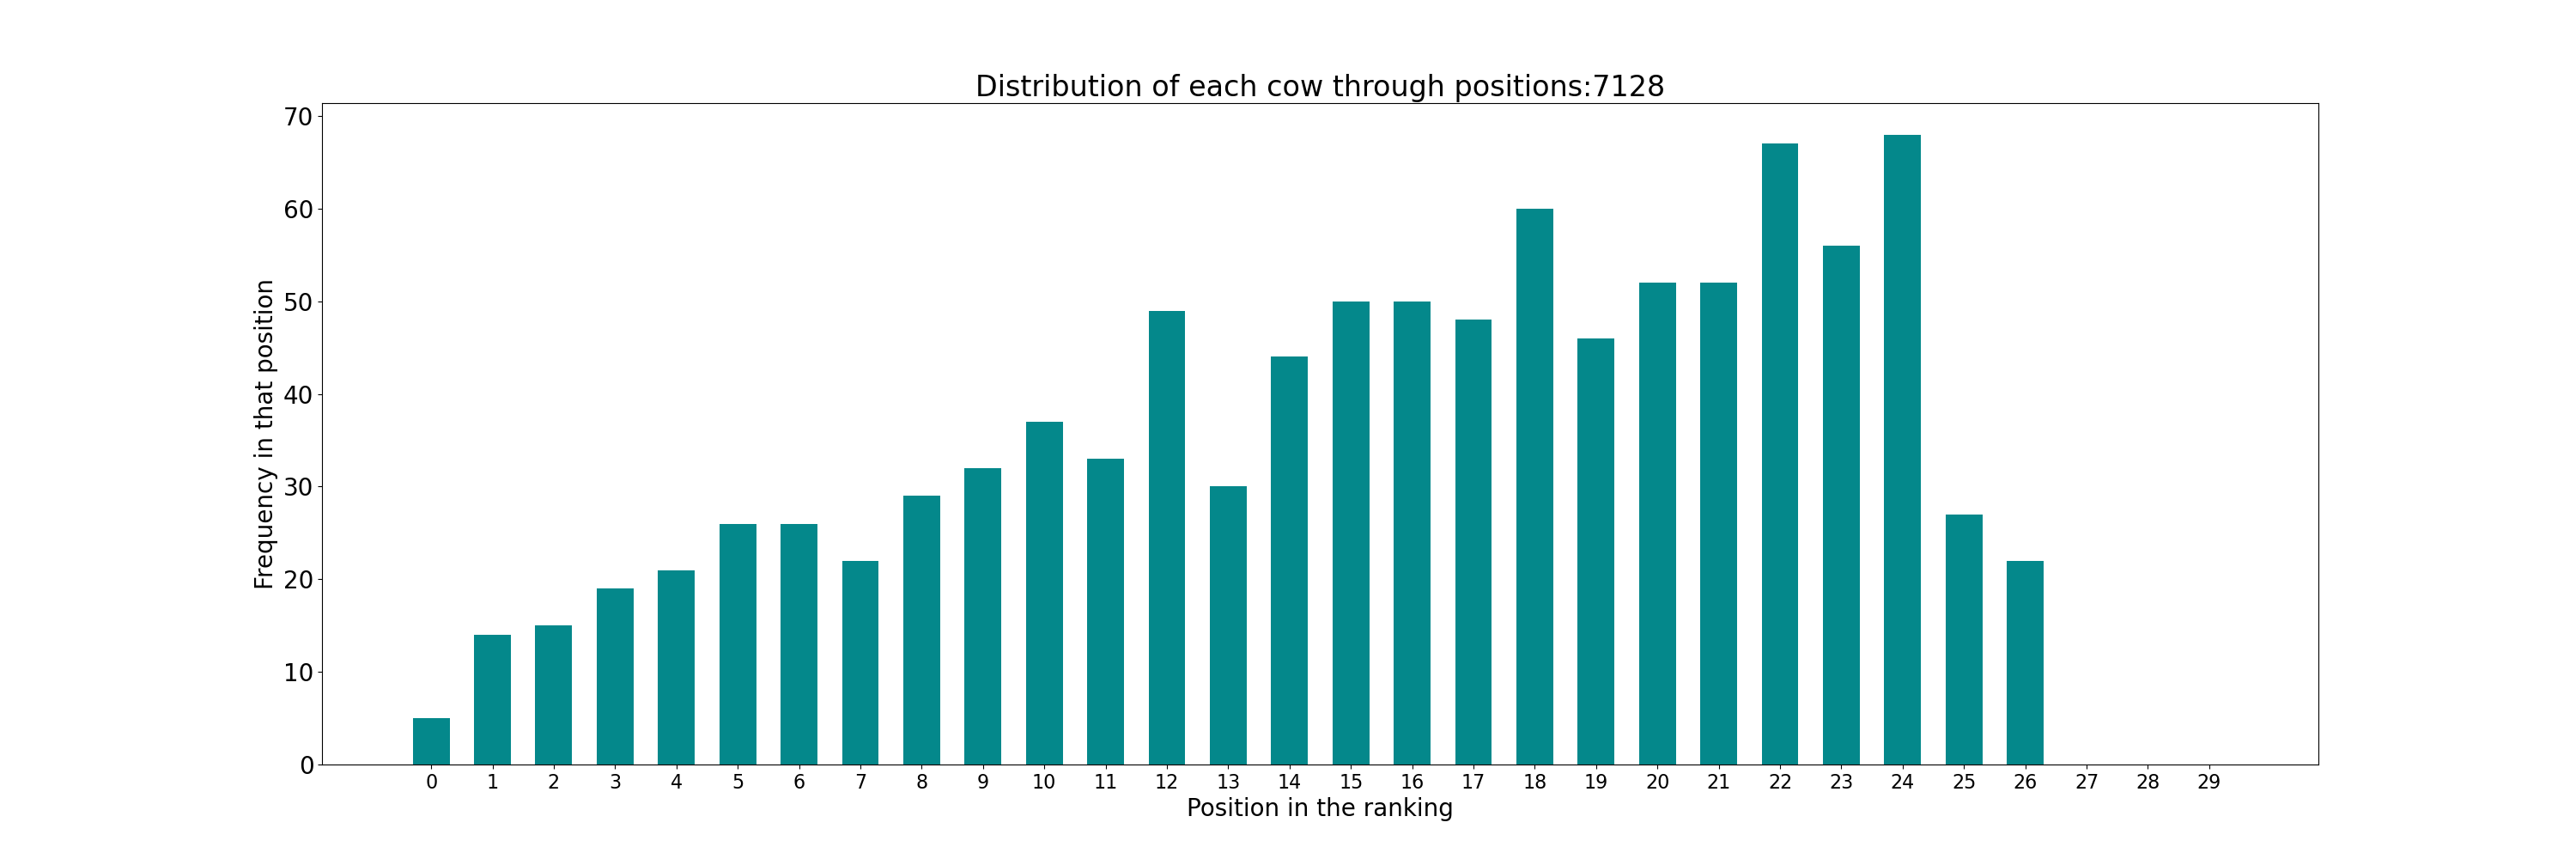 Distribution of each cow through positions:7128
70
60
50
40
30
20
10
0
Frequency in that position
0 1 2 3 4 5 6 7 8 9 10 11 12 13 14 15 16 17 18 19 20 21 22 23 24 25 26 27 28 29
Position in the ranking